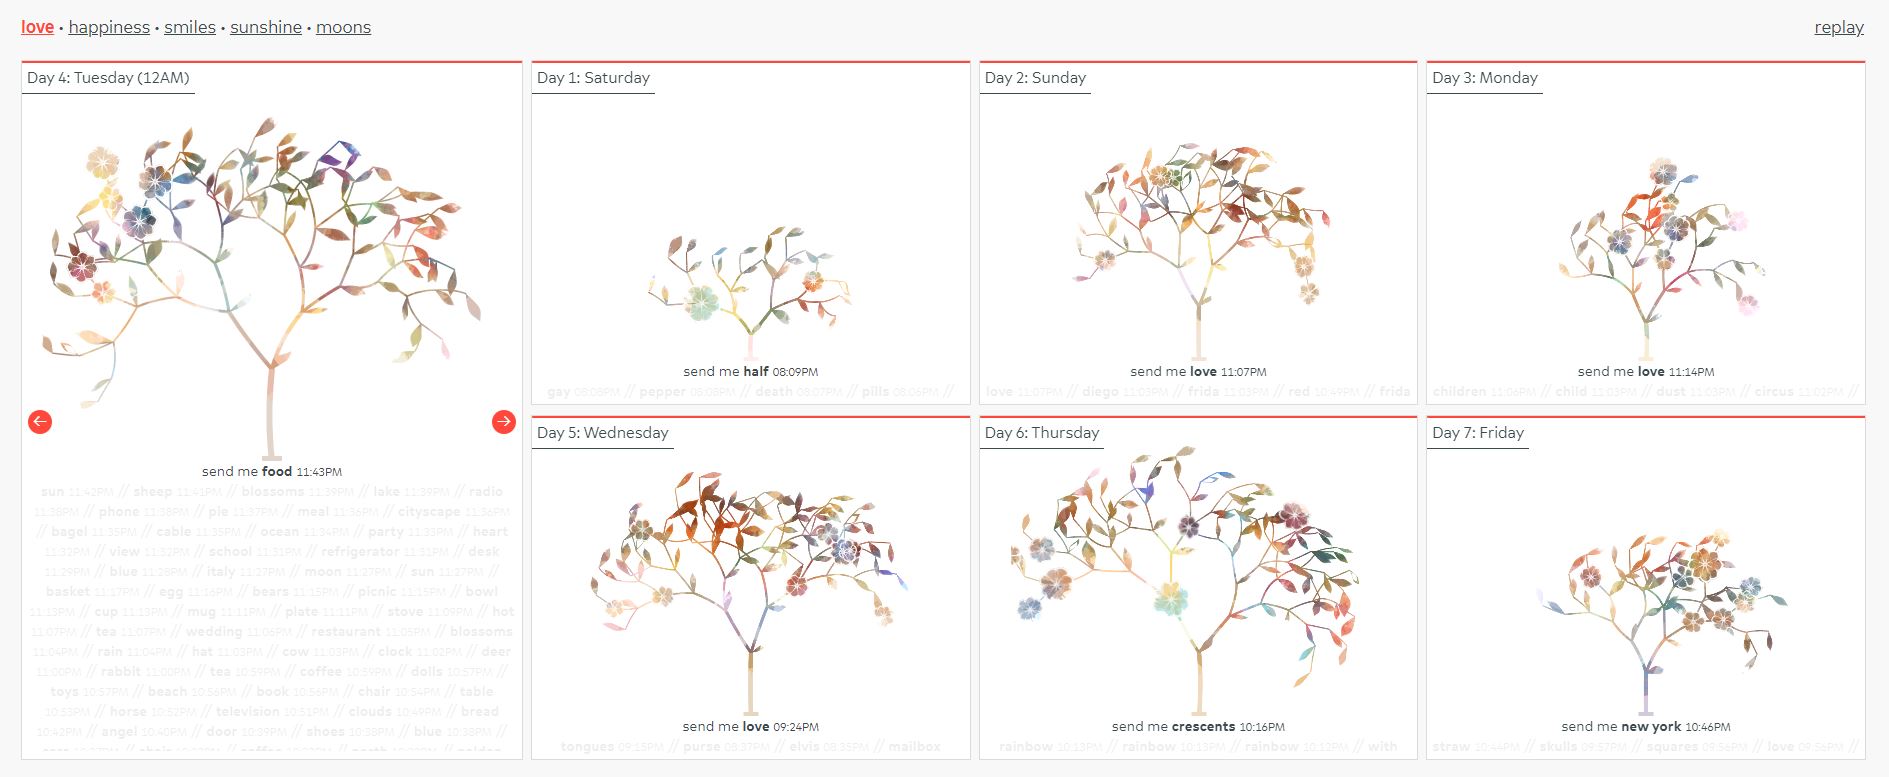 love • happiness • smiles • sunshine • moons
replay
Day 4: Tuesday (12AM)
send me food 11:43PM
sun 11:42PM // sheep 11:41PM // blossoms 11:39PM // lake 11:39PM // radio
11:38PM // phone 11:38PM // pie 11:37PM // meal 11:36PM // cityscape 11:36PM
// bagel 11:35PM // cable 11:35PM // ocean 11:34PM // party 11:34PM // heart
11:32PM // view 11:31PM // school 11:31PM // refrigerator 11:31PM // desk
11:29PM // blue 11:28PM // italy 11:27PM // moon 11:27PM // sun 11:27PM //
basket 11:17PM // egg 11:16PM // bears 11:15PM // picnic 11:15PM // bowl
11:13PM // cup 11:13PM // mug 11:11PM // plate 11:11PM // stove 11:09PM // hot
11:07PM // tea 11:07PM // wedding 11:06PM // restaurant 11:05PM // blossoms
11:04PM // rain 11:04PM // hat 11:03PM // cow 11:03PM // clock 11:02PM // deer
11:00PM // rabbit 11:00PM // tea 10:59PM // coffee 10:59PM // dolls 10:57PM //
toys 10:57PM // beach 10:56PM // book 10:56PM // chair 10:54PM // table
10:53PM // horse 10:52PM // television 10:51PM // clouds 10:49PM // bread
10:42PM // angel 10:40PM // door 10:39PM // shoes 10:38PM // blue 10:38PM //
Day 1: Saturday
send me half 08:09PM
gay 08:08PM // pepper 08:08PM // death 08:07PM // pills 08:06PM //
Day 2: Sunday
send me love 11:07PM
love 11:07PM // diego 11:03PM // frida 11:03PM // red 10:49PM // frida
Day 3: Monday
send me love 11:14PM
children 11:06PM // child 11:03PM // dust 11:03PM // circus 11:02PM //
Day 5: Wednesday
send me love 09:24PM
tongues 09:15PM // purse 08:37PM // elvis 08:35PM // mailbox
Day 6: Thursday
send me crescents 10:16PM
rainbow 10:13PM // rainbow 10:13PM // rainbow 10:12PM // with
Day 7: Friday
send me new york 10:46PM
straw 10:44PM // skulls 09:57PM // squares 09:56PM // love 09:56PM //